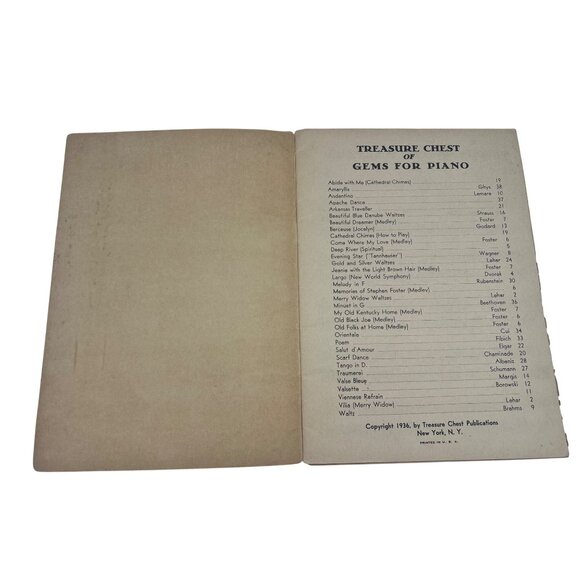 TREASURE CHEST
OF
GEMS FOR PIANO
Abide with Me (Cathedral Chimes) 19
Amaryllis Ghys 38
Andantino Lemare 10
Apache Dance 37
Arkansas Traveller 21
Beautiful Blue Danube Waltzes Strauss 16
Beautiful Dreamer (Medley) Foster 7
Berceuse (Jocelyn) Godard 13
Cathedral Chimes (How to Play) 19
Come Where My Love (Medley) Foster 6
Deep River (Spiritual) 5
Evening Star ("Tannhauser") Wagner 8
Gold and Silver Waltzes Lehar 24
Jeanie with the Light Brown Hair (Medley) Foster 7
Largo (New World Symphony) Dvorak 4
Melody in F Rubenstein 30
Memories of Stephen Foster (Medley) 6
Merry Widow Waltzes Lehar 2
Minuet in G Beethoven 36
My Old Kentucky Home (Medley) Foster 7
Old Black Joe (Medley) Foster 6
Old Folks at Home (Medley) Foster 6
Orientale Cui 34
Poem Fibich 33
Salut d'Amour Elgar 22
Scarf Dance Chaminade 20
Tango in D Albeniz 28
Traumerei Schumann 27
Valse Bleue Margis 14
Valsette Borowski 12
Viennese Refrain 11
Vilia (Merry Widow) Lehar 2
Waltz Brahms 9
Copyright 1936, by Treasure Chest Publications
New York, N. Y.
PRINTED IN U. S. A.